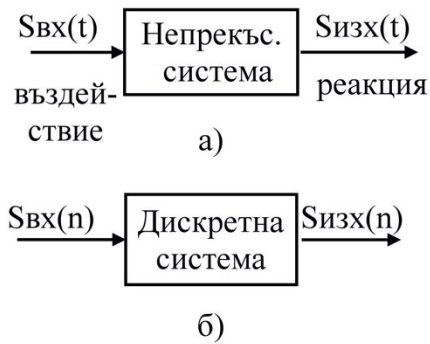 Sвх(t)
Непрекъс.
система
Sизх(t)
въздей-
ствие
реакция
а)
Sвх(n)
Дискретна
система
Sизх(n)
б)